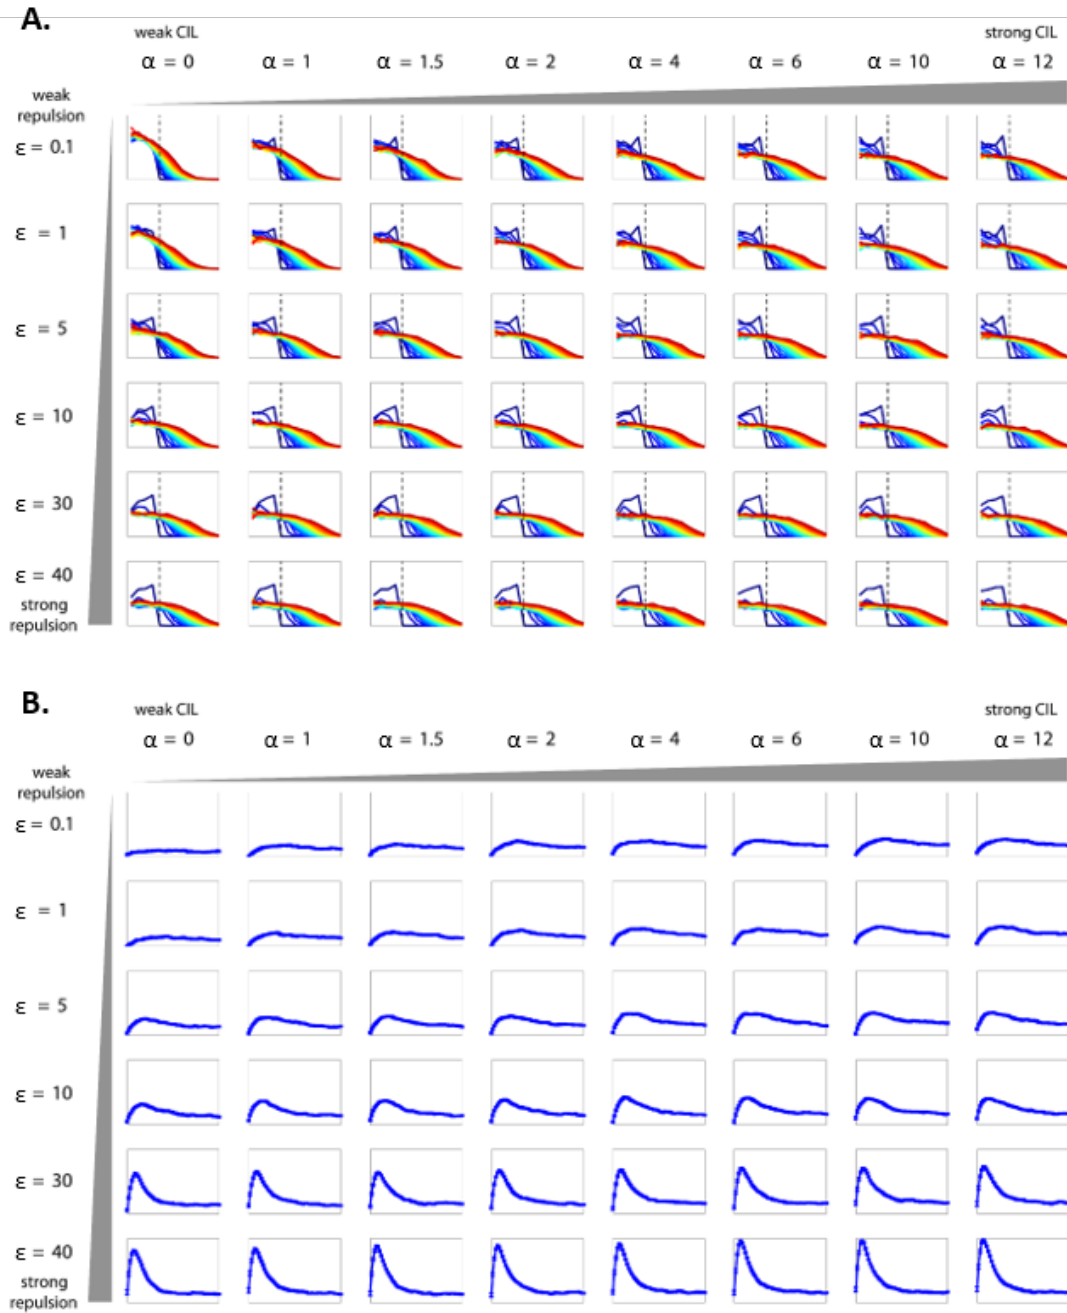 A.
weak CIL strong CIL
α = 0 α = 1 α = 1.5 α = 2 α = 4 α = 6 α = 10 α = 12
weak
repulsion
ε = 0.1
ε = 1
ε = 5
ε = 10
ε = 30
ε = 40
strong
repulsion
B.
weak CIL strong CIL
α = 0 α = 1 α = 1.5 α = 2 α = 4 α = 6 α = 10 α = 12
weak
repulsion
ε = 0.1
ε = 1
ε = 5
ε = 10
ε = 30
ε = 40
strong
repulsion